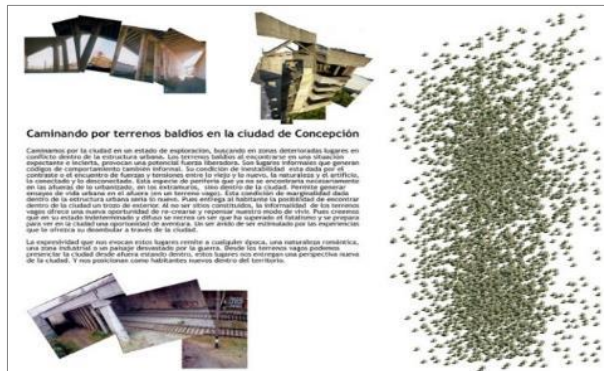 Caminando por terrenos baldíos en la ciudad de Concepción
Caminamos por la ciudad en un estado de exploración, buscando en zonas deterioradas lugares en
conflicto dentro de la estructura urbana. Los terrenos baldíos al encontrarse en una situación
expectante e incierta, provocan una potencial fuerza liberadora. Son lugares informales que generan
códigos de comportamiento también informal. Su condición de inestabilidad está dada por el
contraste o el encuentro de fuerzas y tensiones entre lo viejo y lo nuevo, la naturaleza y el artificio,
lo conectado y lo desconectado. Esta especie de periferia que ya no se encontraría necesariamente
en las afueras de lo urbanizado, en los extramuros, sino dentro de la ciudad. Permite generar
ensayos de vida urbana en el afuera (en un terreno vago). Esta condición de marginalidad dado
dentro de la estructura urbana sería lo nuevo. Pues entrega al habitante la posibilidad de encontrar
dentro de la ciudad un trozo de exterior. Al no ser sitios constituidos, la informalidad de los terrenos
vagos ofrece una nueva oportunidad de re-crearse y repensar nuestro modo de vivir. Pues creemos
que en su estado indeterminado y difuso se recrea un ser que ha superado el fatalismo y se prepara
para ver en la ciudad una oportunidad de aventura. Un ser ávido de ser estimulado por las experiencias
que le ofrezca su deambular a través de la ciudad.
La expresividad que nos evocan estos lugares remite a cualquier época, una naturaleza romántica,
una zona industrial o un paisaje devastado por la guerra. Desde los terrenos vagos podemos
presenciar la ciudad desde afuera estando dentro, estos lugares nos entregan una perspectiva nueva
de la ciudad. Y nos posicionan como habitantes nuevos dentro del territorio.